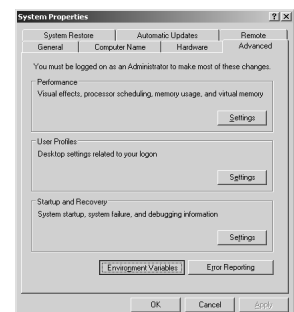 System Properties
System Restore Automatic Updates Remote
General Computer Name Hardware Advanced
You must be logged on as an Administrator to make most of these changes.
Performance
Visual effects, processor scheduling, memory usage, and virtual memory
Settings
User Profiles
Desktop settings related to your logon
Settings
Startup and Recovery
System startup, system failure, and debugging information
Settings
Environment Variables Error Reporting
OK Cancel Apply